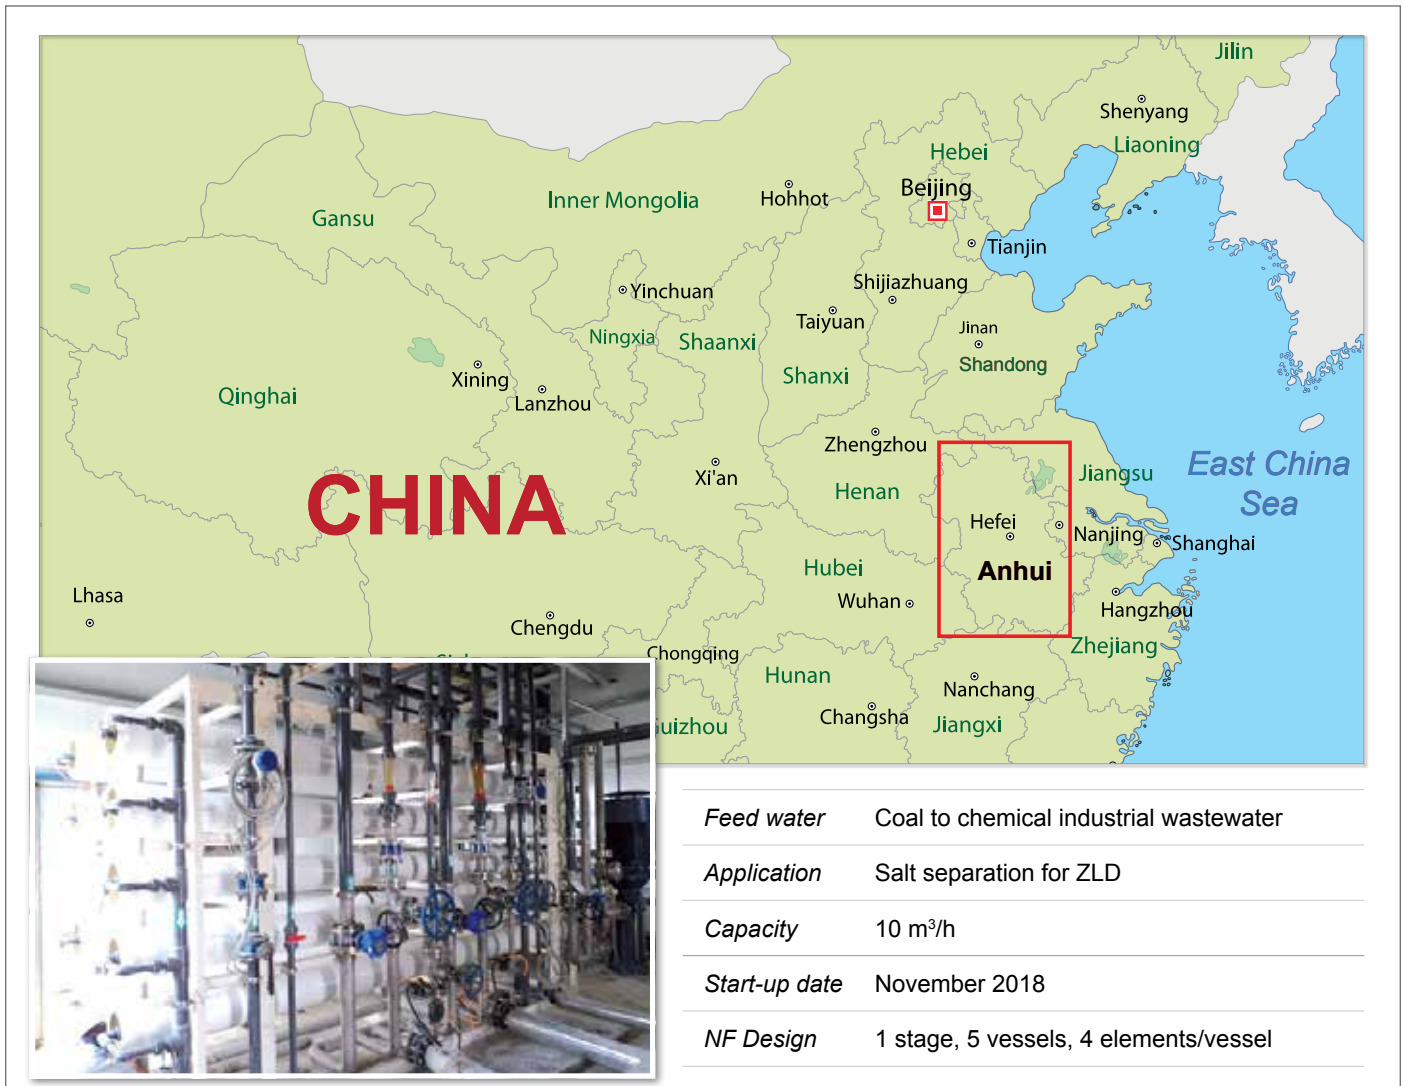 Jilin
Shenyang
Liaoning
Hebei
Beijing
Hohhot
Inner Mongolia
Gansu
Tianjin
Shijiazhuang
Yinchuan
Taiyuan
Jinan
Ningxia
Shaanxi
Shandong
Shanxi
Xining
Qinghai
Lanzhou
Zhengzhou
East China
Sea
Jiangsu
Xi'an
Henan
CHINA
Hefei
Nanjing
Shanghai
Anhui
Hubei
Lhasa
Wuhan
Hangzhou
Chengdu
Zhejiang
Chongqing
Hunan
Nanchang
Changsha
Jiangxi
uizhou
Feed water Coal to chemical industrial wastewater
Application Salt separation for ZLD
Capacity 10 m³/h
Start-up date November 2018
NF Design 1 stage, 5 vessels, 4 elements/vessel